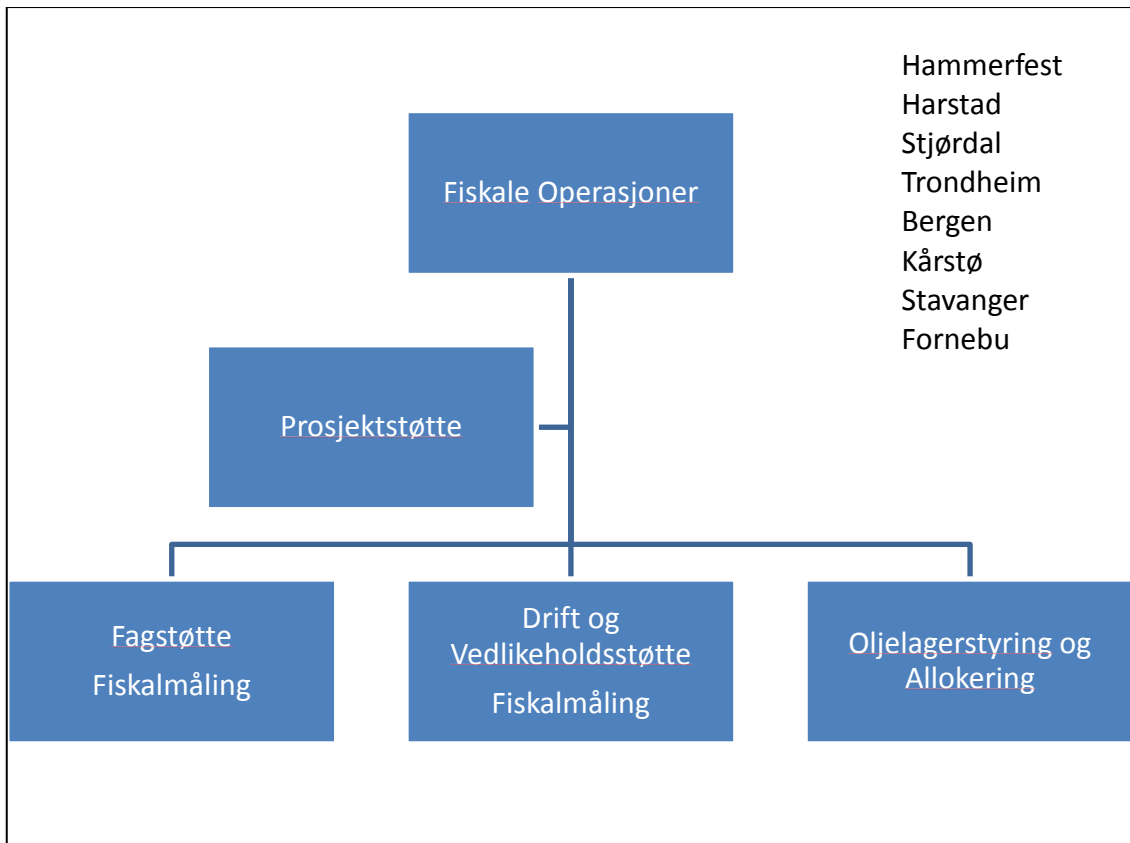 Hammerfest
Harstad
Stjørdal
Trondheim
Bergen
Kårstø
Stavanger
Fornebu
Fiskale Operasjoner
Prosjektstøtte
Fagstøtte
Fiskalmåling
Drift og
Vedlikeholdsstøtte
Fiskalmåling
Oljelagerstyring og
Allokering